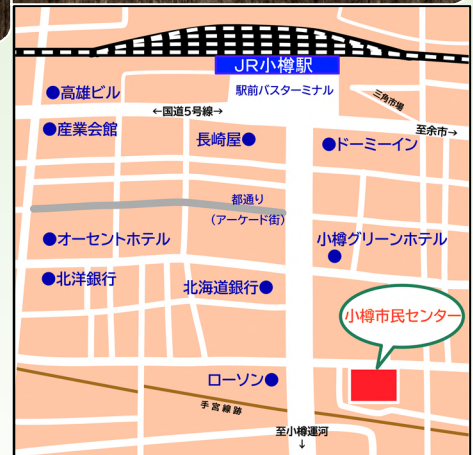 JR小樽駅
高雄ビル
駅前バスターミナル
三角市場
←国道5号線→
産業会館
長崎屋
至余市→
ドーミーイン
都通り
(アーケード街)
オーセントホテル
小樽グリーンホテル
北洋銀行
北海道銀行
小樽市民センター
ローソン
手宮線跡
至小樽運河
↓